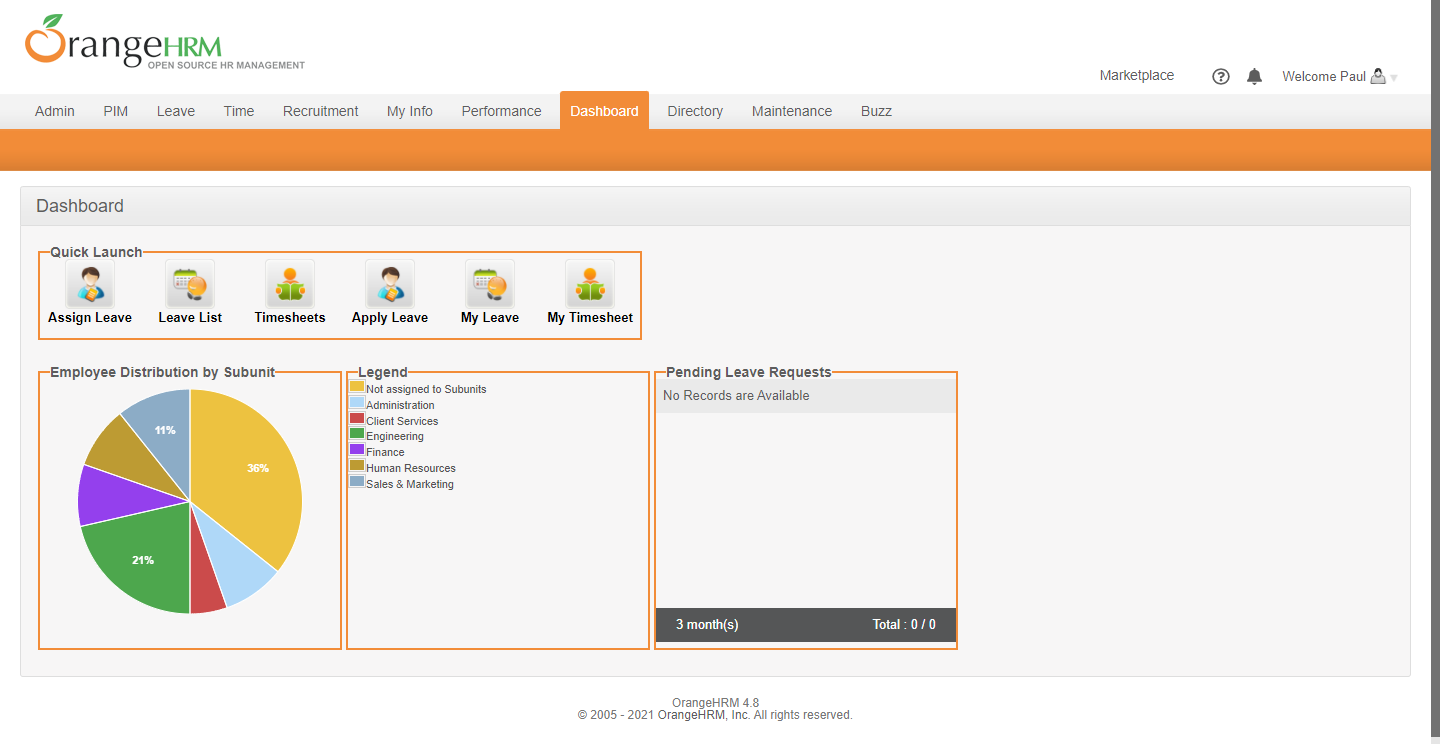 OrangeHRM
OPEN SOURCE HR MANAGEMENT
Marketplace
?
Welcome Paul
Admin PIM Leave Time Recruitment My Info Performance Dashboard Directory Maintenance Buzz
Dashboard
Quick Launch
Assign Leave Leave List Timesheets Apply Leave My Leave My Timesheet
Employee Distribution by Subunit
11%
36%
21%
Legend
Not assigned to Subunits
Administration
Client Services
Engineering
Finance
Human Resources
Sales & Marketing
Pending Leave Requests
No Records are Available
3 month(s) Total : 0 / 0
OrangeHRM 4.8
© 2005 - 2021 OrangeHRM, Inc. All rights reserved.